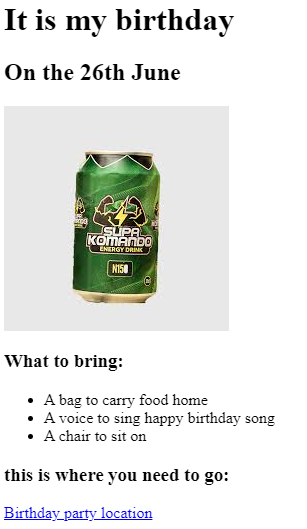 It is my birthday
On the 26th June
SUPA
KOMANDO
ENERGY DRINK
N150
What to bring:
A bag to carry food home
A voice to sing happy birthday song
A chair to sit on
this is where you need to go:
Birthday party location